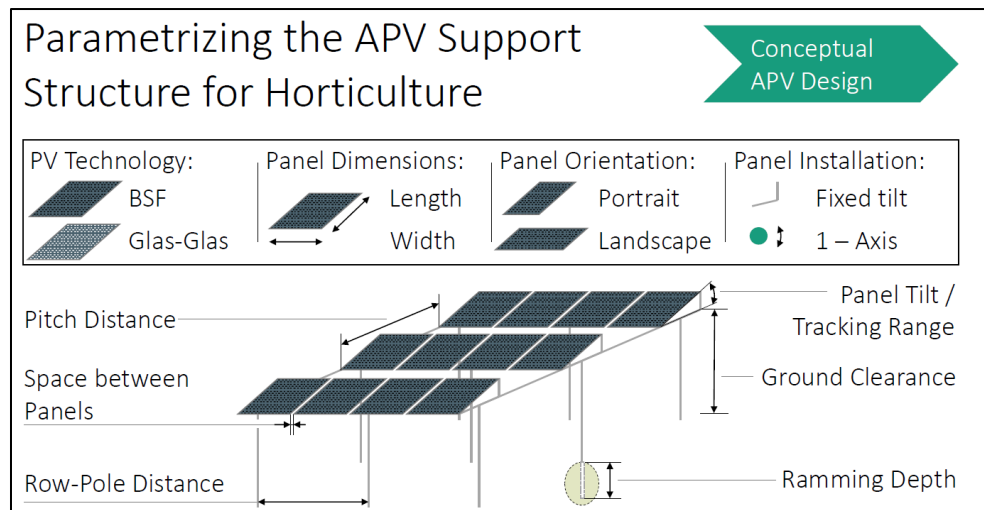 Parametrizing the APV Support
Structure for Horticulture
Conceptual
APV Design
PV Technology:
BSF
Glas-Glas
Panel Dimensions:
Length
Width
Panel Orientation:
Portrait
Landscape
Panel Installation:
Fixed tilt
1 – Axis
Pitch Distance
Space between
Panels
Row-Pole Distance
Panel Tilt /
Tracking Range
Ground Clearance
Ramming Depth